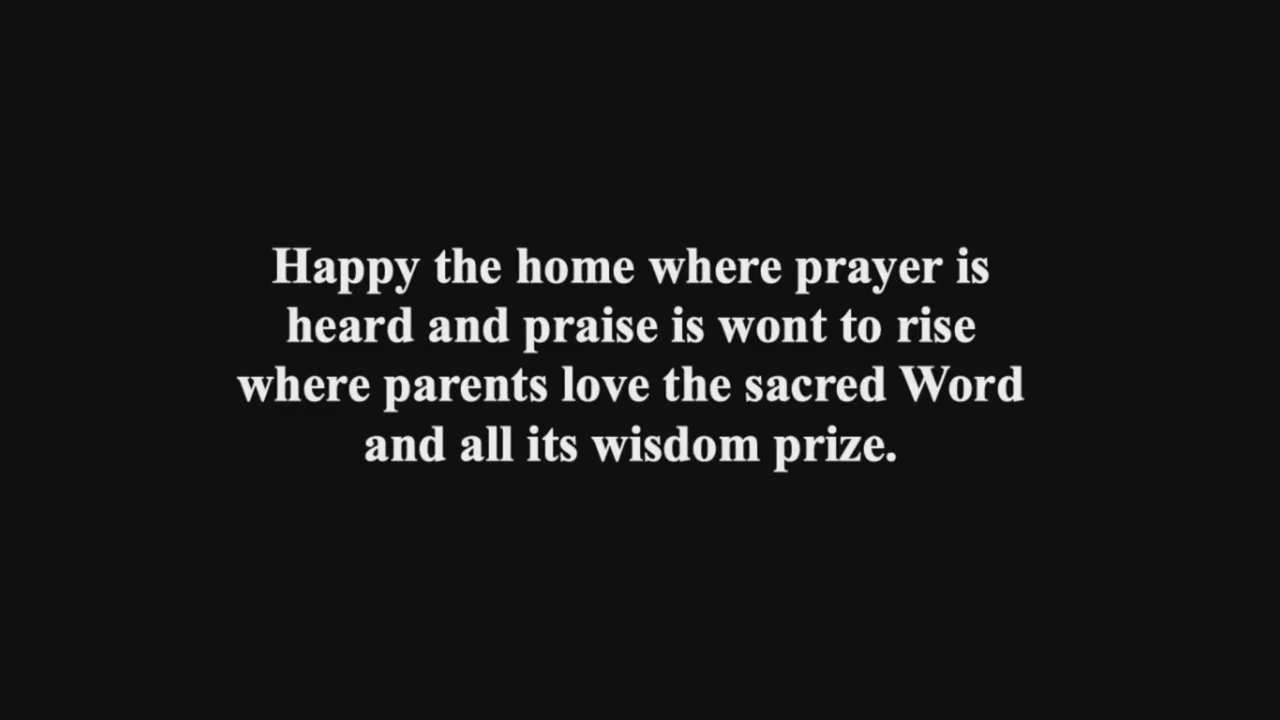 Happy the home where prayer is
heard and praise is wont to rise
where parents love the sacred Word
and all its wisdom prize.